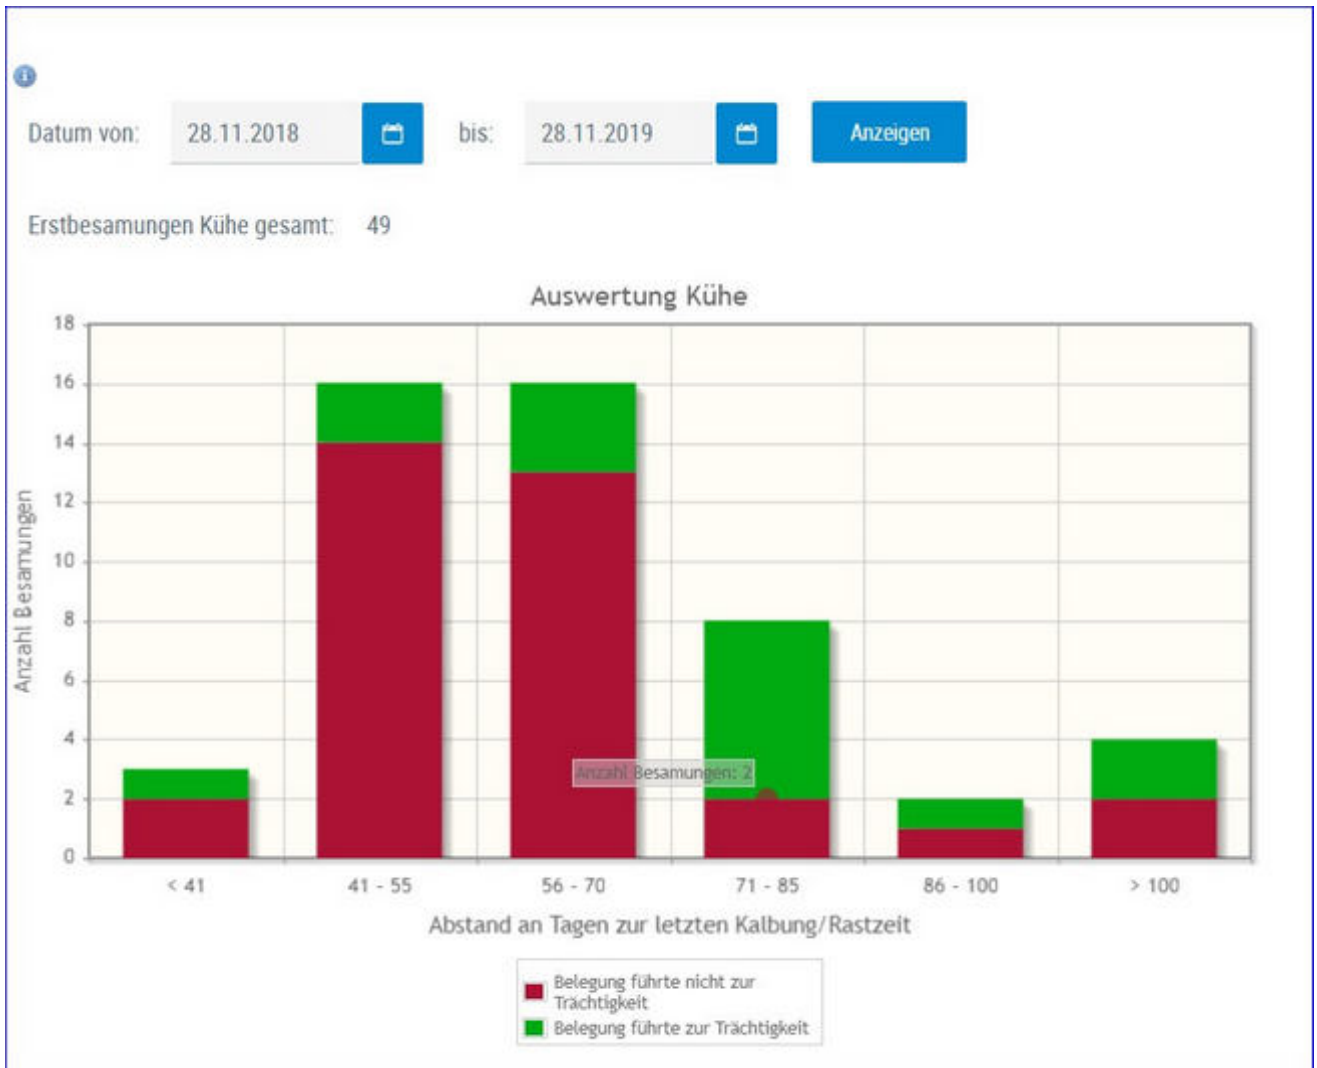 Datum von: 28.11.2018 bis: 28.11.2019 Anzeigen
Erstbesamungen Kühe gesamt: 49
Auswertung Kühe
18
16
14
12
10
8
6
4
2
0
Anzahl Besamungen
Anzahl Besamungen: 2
< 41 41 - 55 56 - 70 71 - 85 86 - 100 > 100
Abstand an Tagen zur letzten Kalbung/Rastzeit
Belegung führte nicht zur
Trächtigkeit
Belegung führte zur Trächtigkeit